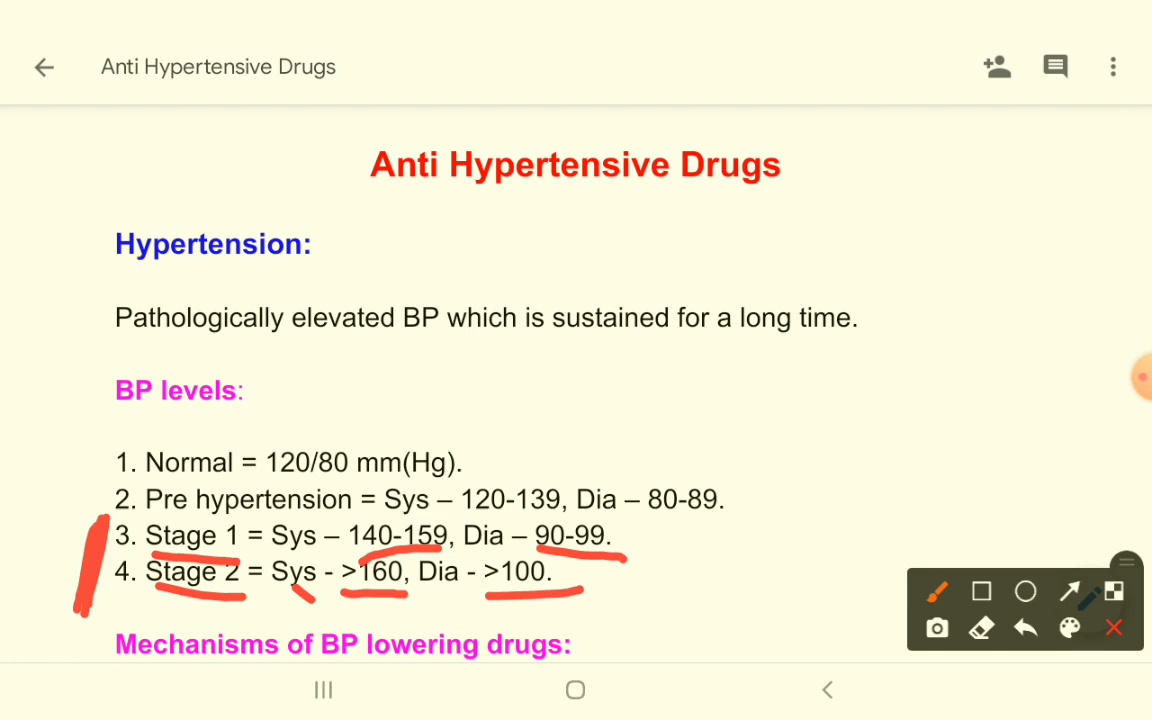 Anti Hypertensive Drugs
Anti Hypertensive Drugs
Hypertension:
Pathologically elevated BP which is sustained for a long time.
BP levels:
1. Normal = 120/80 mm(Hg).
2. Pre hypertension = Sys – 120-139, Dia – 80-89.
3. Stage 1 = Sys – 140-159, Dia – 90-99.
4. Stage 2 = Sys - >160, Dia - >100.
Mechanisms of BP lowering drugs: